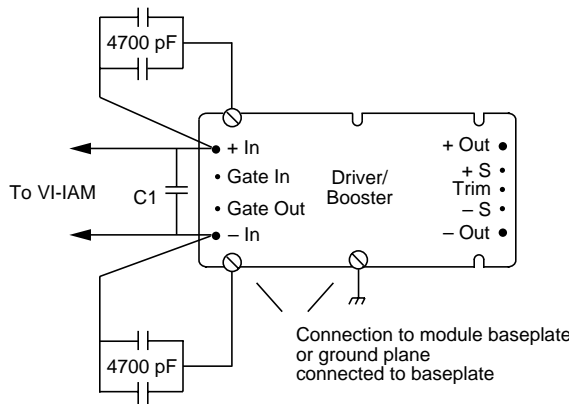 4700 pF
+ In
+ Out
Gate In
Driver/
Booster
+ S
Trim
To VI-IAM
C1
Gate Out
– S
– In
– Out
4700 pF
Connection to module baseplate
or ground plane
connected to baseplate